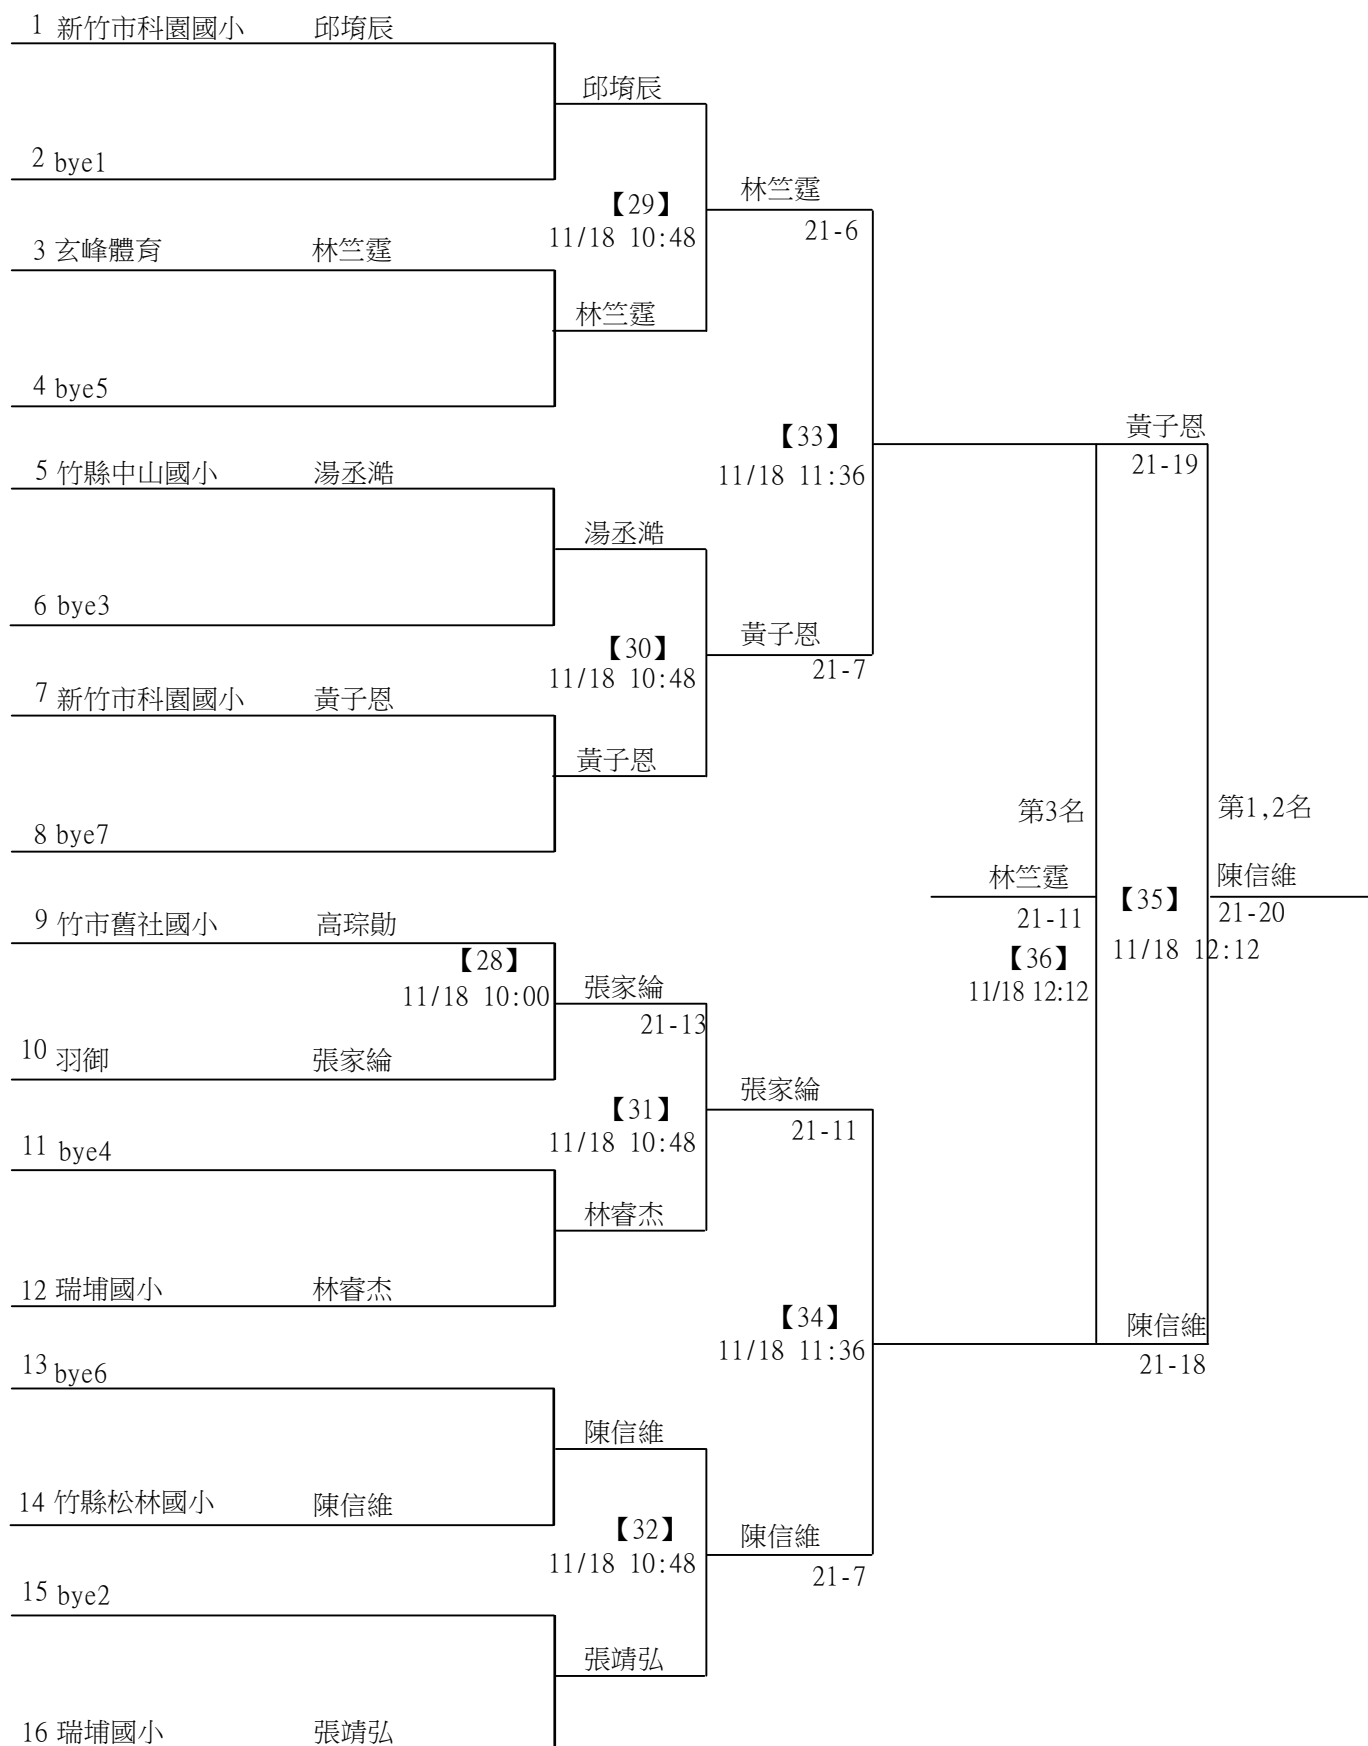 1 新竹市科園國小 邱堉辰
邱堉辰
2 bye1
【29】
11/18 10:48
林竺霆
21-6
3 玄峰體育 林竺霆
林竺霆
4 bye5
【33】
11/18 11:36
黃子恩
21-19
5 竹縣中山國小 湯丞澔
湯丞澔
6 bye3
【30】
11/18 10:48
黃子恩
21-7
7 新竹市科園國小 黃子恩
黃子恩
8 bye7
第3名
第1,2名
林竺霆
21-11
【36】
11/18 12:12
【35】
11/18 12:12
陳信維
21-20
9 竹市舊社國小 高琮勛
【28】
11/18 10:00
張家綸
21-13
10 羽御 張家綸
【31】
11/18 10:48
張家綸
21-11
11 bye4
林睿杰
12 瑞埔國小 林睿杰
【34】
11/18 11:36
陳信維
21-18
13 bye6
陳信維
14 竹縣松林國小 陳信維
【32】
11/18 10:48
陳信維
21-7
15 bye2
張靖弘
16 瑞埔國小 張靖弘